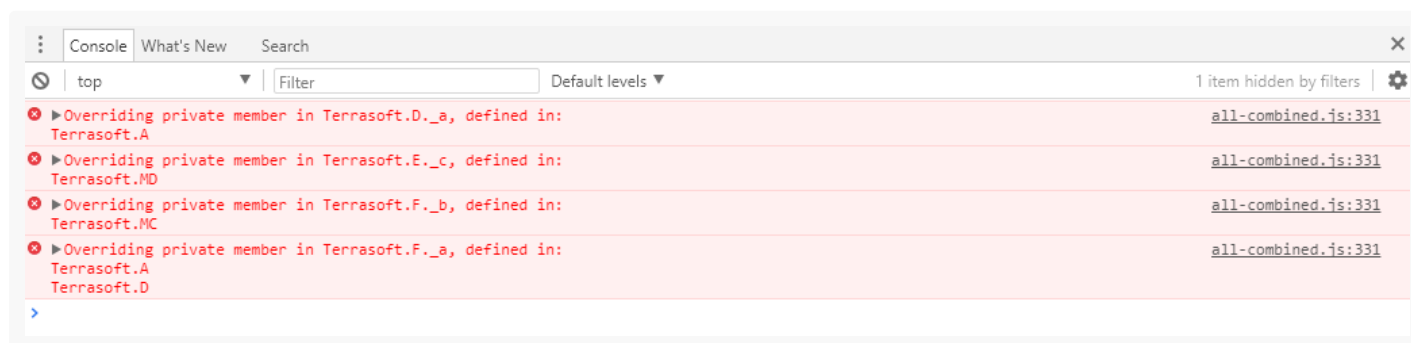 Console What's New Search
top Filter Default levels 1 item hidden by filters
Overriding private member in Terrasoft.D._a, defined in: all-combined.js:331
Terrasoft.A
Overriding private member in Terrasoft.E._c, defined in: all-combined.js:331
Terrasoft.MD
Overriding private member in Terrasoft.F._b, defined in: all-combined.js:331
Terrasoft.MC
Overriding private member in Terrasoft.F._a, defined in: all-combined.js:331
Terrasoft.A
Terrasoft.D